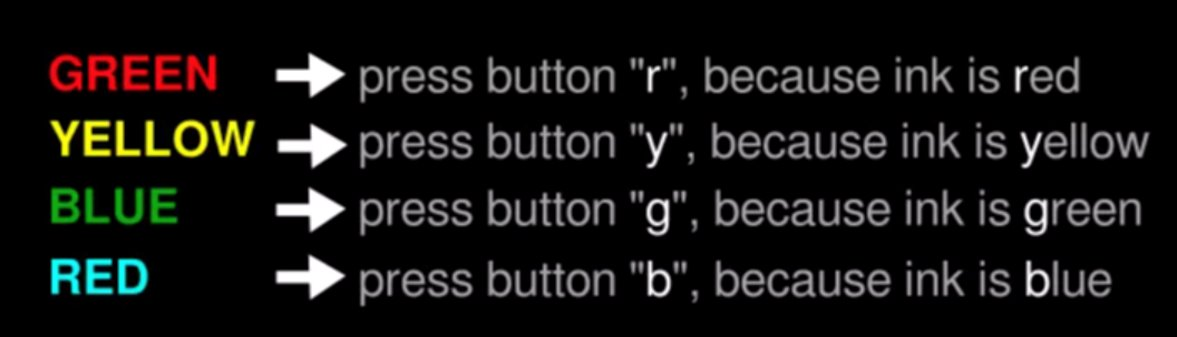 GREEN press button "r", because ink is red
YELLOW press button "y", because ink is yellow
BLUE press button "g", because ink is green
RED press button "b", because ink is blue